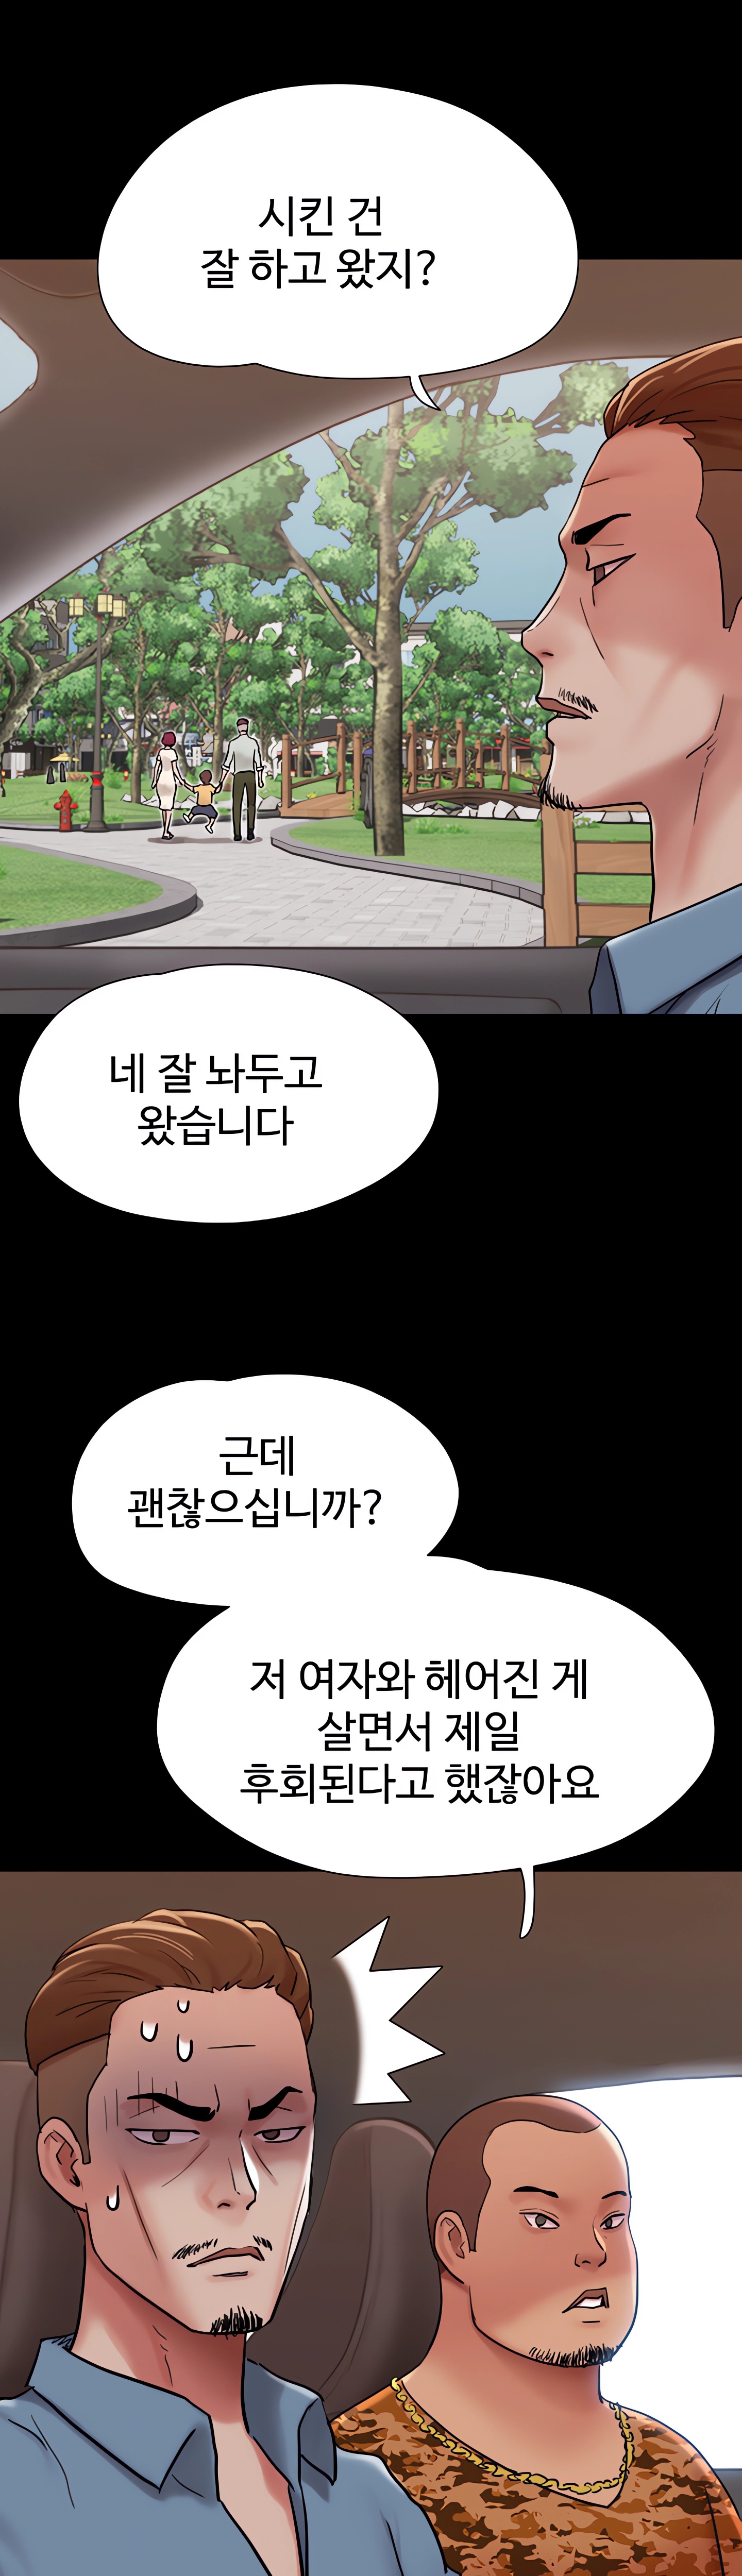 시킨 건
잘 하고 왔지?
네 잘 놔두고
왔습니다
근데
괜찮으십니까?
저 여자와 헤어진 게
살면서 제일
후회된다고 했잖아요